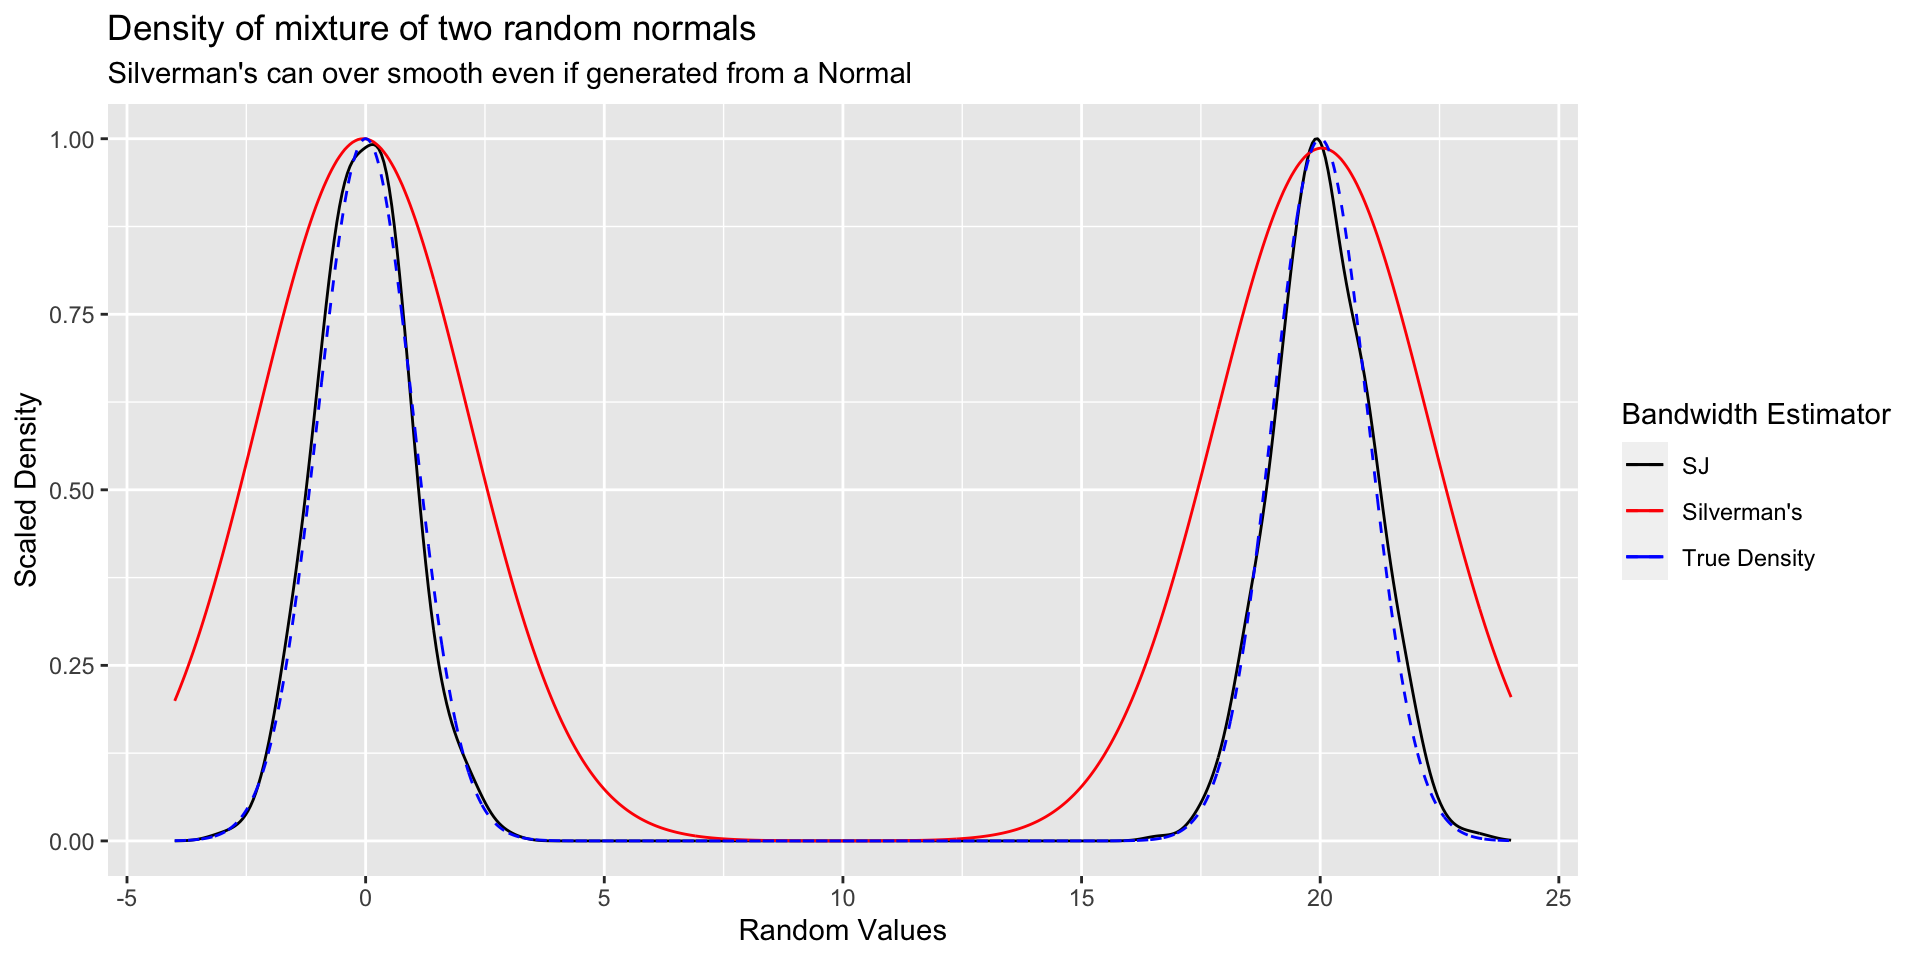 Density of mixture of two random normals
Silverman's can over smooth even if generated from a Normal
Scaled Density
1.00
0.75
0.50
0.25
0.00
-5 0 5 10 15 20 25
Random Values
Bandwidth Estimator
SJ
Silverman's
True Density